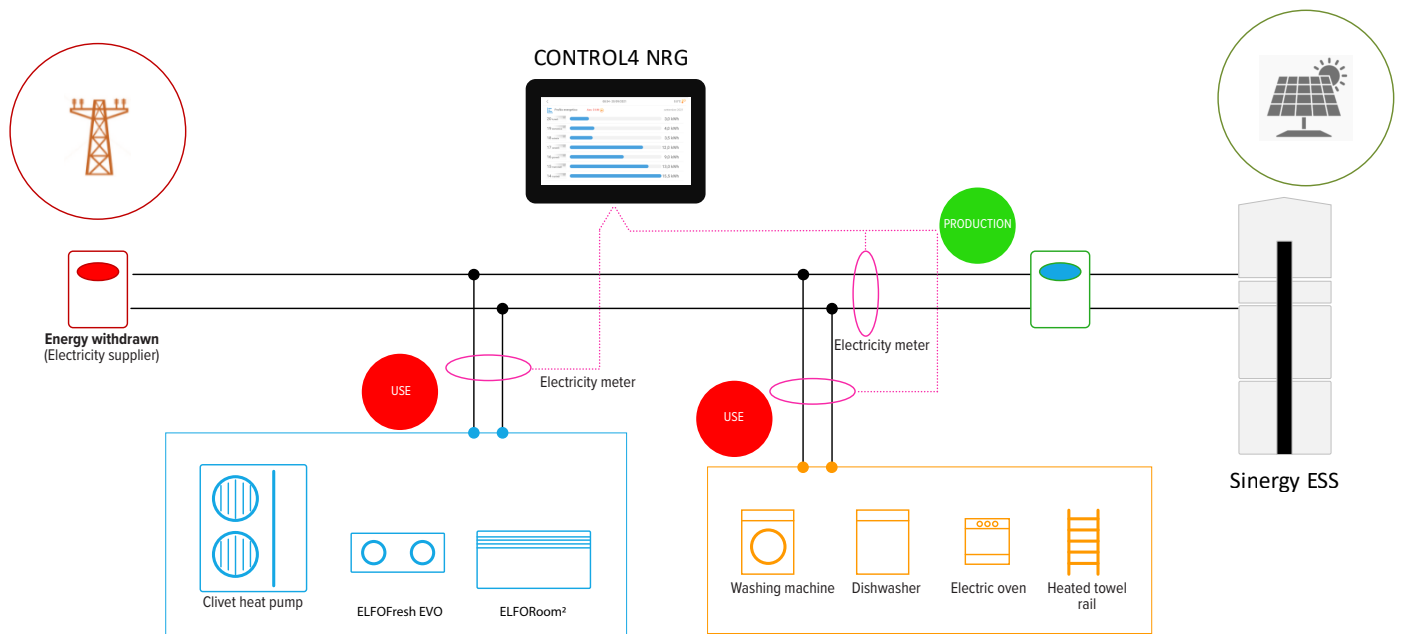 CONTROL4 NRG
PRODUCTION
Energy withdrawn
(Electricity supplier)
Electricity meter
Electricity meter
USE
USE
Sinergy ESS
Clivet heat pump
ELFOFresh EVO
ELFORoom²
Washing machine
Dishwasher
Electric oven
Heated towel
rail